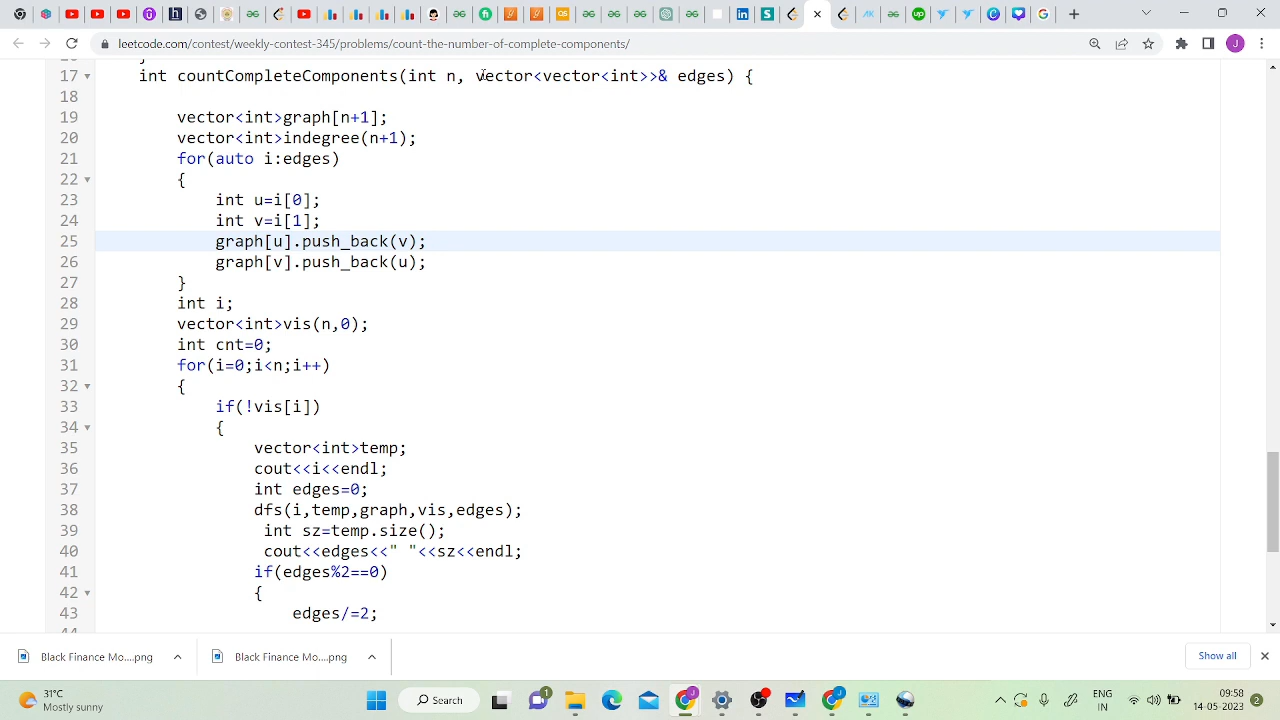 leetcode.com/contest/weekly-contest-345/problems/count-the-number-of-complete-components/
17 int countCompleteComponents(int n, vector<vector<int>>& edges) {
18
19 vector<int>graph[n+1];
20 vector<int>indegree(n+1);
21 for(auto i:edges)
22 {
23 int u=i[0];
24 int v=i[1];
25 graph[u].push_back(v);
26 graph[v].push_back(u);
27 }
28 int i;
29 vector<int>vis(n,0);
30 int cnt=0;
31 for(i=0;i<n;i++)
32 {
33 if(!vis[i])
34 {
35 vector<int>temp;
36 cout<<i<<endl;
37 int edges=0;
38 dfs(i,temp,graph,vis,edges);
39 int sz=temp.size();
40 cout<<edges<<" "<<sz<<endl;
41 if(edges%2==0)
42 {
43 edges/=2;
Black Finance Mo....png Black Finance Mo....png Show all
31°C
Mostly sunny
Search
ENG
IN
09:58
14-05-2023